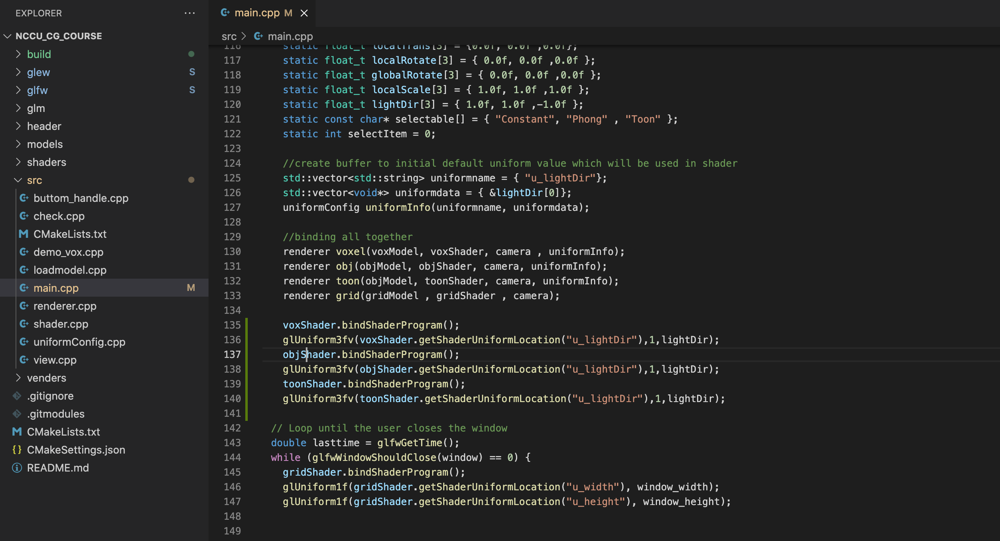 EXPLORER
NCCU_CG_COURSE
build
glew S
glfw S
glm
header
models
shaders
src
buttom_handle.cpp
check.cpp
CMakeLists.txt
demo_vox.cpp
loadmodel.cpp
main.cpp M
renderer.cpp
shader.cpp
uniformConfig.cpp
view.cpp
venders
.gitignore
.gitmodules
CMakeLists.txt
{} CMakeSettings.json
README.md
main.cpp M
src > main.cpp
116 static float_t localTrans[3] = {0.0f, 0.0f ,0.0f};
117 static float_t localRotate[3] = { 0.0f, 0.0f ,0.0f };
118 static float_t globalRotate[3] = { 0.0f, 0.0f ,0.0f };
119 static float_t localScale[3] = { 1.0f, 1.0f ,1.0f };
120 static float_t lightDir[3] = { 1.0f, 1.0f ,-1.0f };
121 static const char* selectable[] = { "Constant", "Phong" , "Toon" };
122 static int selectItem = 0;
123
124 //create buffer to initial default uniform value which will be used in shader
125 std::vector<std::string> uniformname = { "u_lightDir"};
126 std::vector<void*> uniformdata = { &lightDir[0]};
127 uniformConfig uniformInfo(uniformname, uniformdata);
128
129 //binding all together
130 renderer voxel(voxModel, voxShader, camera , uniformInfo);
131 renderer obj(objModel, objShader, camera, uniformInfo);
132 renderer toon(objModel, toonShader, camera, uniformInfo);
133 renderer grid(gridModel , gridShader , camera);
134
135 voxShader.bindShaderProgram();
136 glUniform3fv(voxShader.getShaderUniformLocation("u_lightDir"),1,lightDir);
137 objShader.bindShaderProgram();
138 glUniform3fv(objShader.getShaderUniformLocation("u_lightDir"),1,lightDir);
139 toonShader.bindShaderProgram();
140 glUniform3fv(toonShader.getShaderUniformLocation("u_lightDir"),1,lightDir);
141
142 // Loop until the user closes the window
143 double lasttime = glfwGetTime();
144 while (glfwWindowShouldClose(window) == 0) {
145 gridShader.bindShaderProgram();
146 glUniform1f(gridShader.getShaderUniformLocation("u_width"), window_width);
147 glUniform1f(gridShader.getShaderUniformLocation("u_height"), window_height);
148
149